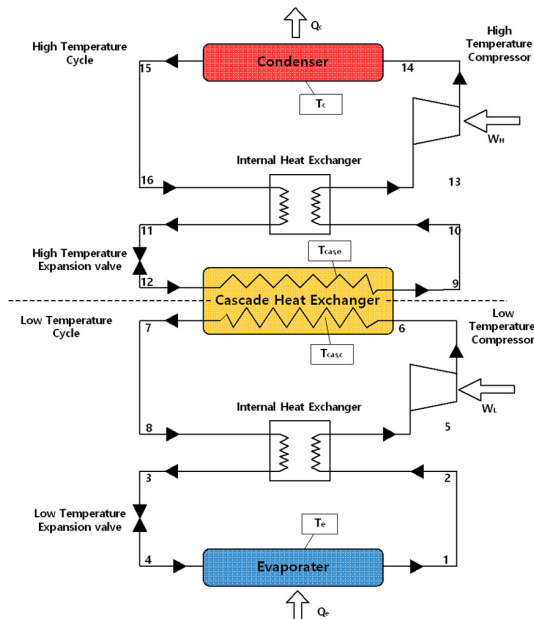 Qc
High Temperature
Cycle
15
Condenser
14
High
Temperature
Compressor
Tc
WH
Internal Heat Exchanger
16
13
11
10
High Temperature
Expansion valve
Tcas,e
12
9
Cascade Heat Exchanger
Low Temperature
Cycle
7
6
Low
Temperature
Compressor
Tcas,c
WL
Internal Heat Exchanger
8
5
3
2
Low Temperature
Expansion valve
Te
4
Evaporater
1
Qe